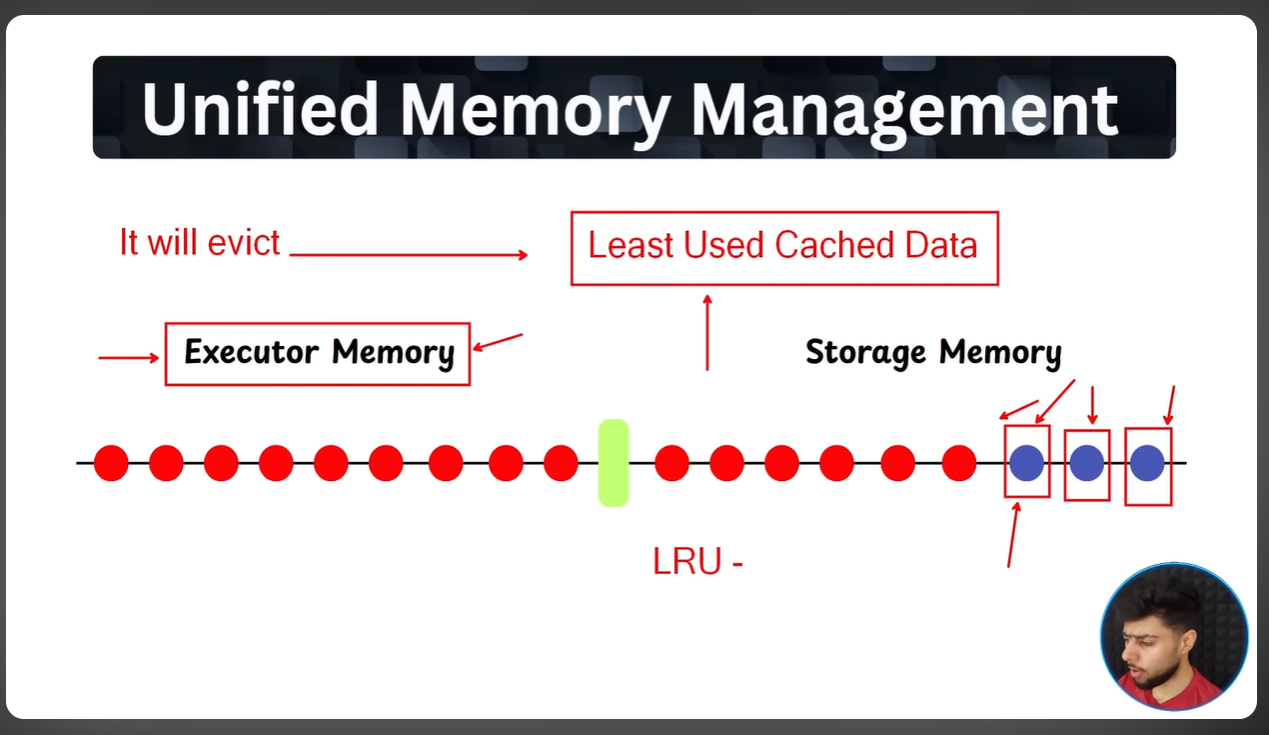 Unified Memory Management
It will evict
Least Used Cached Data
Executor Memory
Storage Memory
LRU -